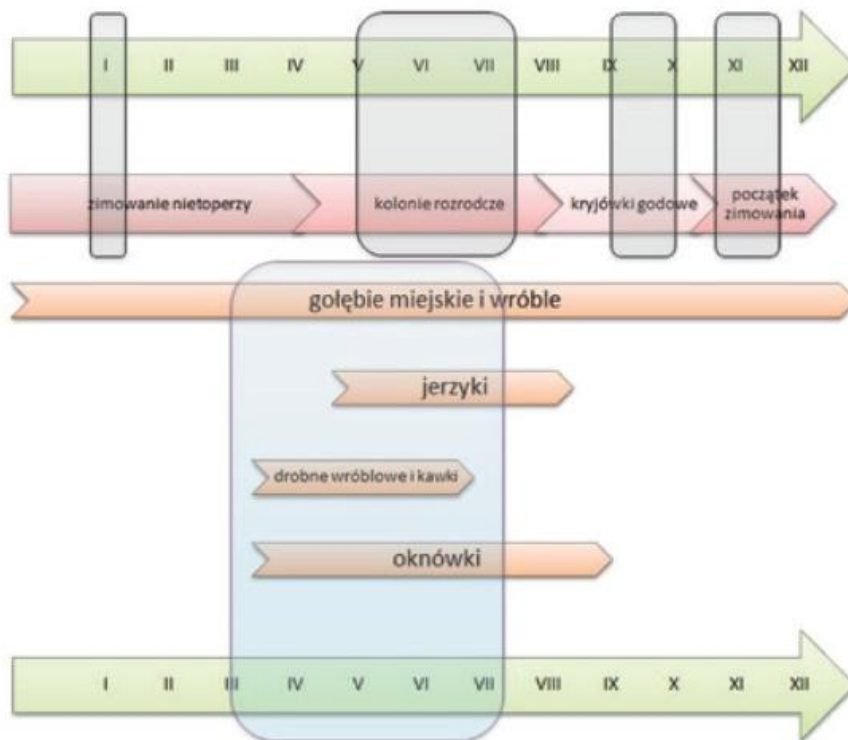 I II III IV V VI VII VIII IX X XI XII
zimowanie nietoperzy kolonie rozrodcze kryjówki godowe początek
zimowania
gołębie miejskie i wróble
jerzyki
drobne wróblowe i kawki
oknówki
I II III IV V VI VII VIII IX X XI XII